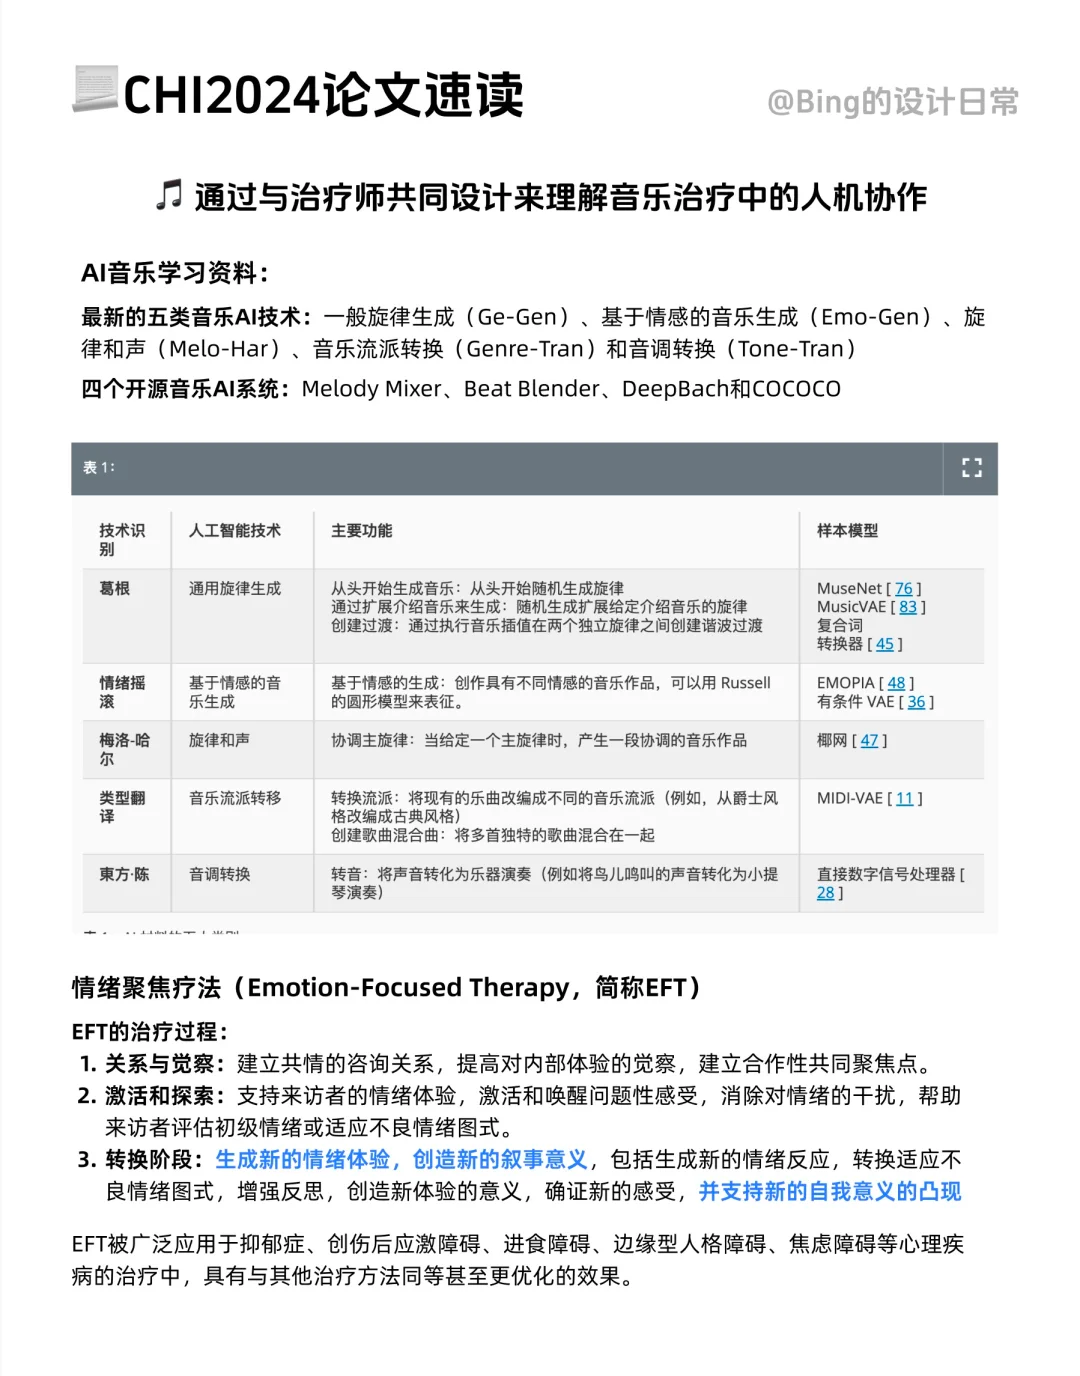 CHI2024论文速读
@Bing的设计日常
通过与治疗师共同设计来理解音乐治疗中的人机协作
AI音乐学习资料：
最新的五类音乐AI技术：一般旋律生成（Ge-Gen）、基于情感的音乐生成（Emo-Gen）、旋
律和声（Melo-Har）、音乐流派转换（Genre-Tran）和音调转换（Tone-Tran）
四个开源音乐AI系统：Melody Mixer、Beat Blender、DeepBach和COCOCO
表 1：
技术识
别
人工智能技术
主要功能
样本模型
葛根
通用旋律生成
从头开始生成音乐：从头开始随机生成旋律
通过扩展介绍音乐来生成：随机生成扩展给定介绍音乐的旋律
创建过渡：通过执行音乐插值在两个独立旋律之间创建谐波过渡
MuseNet [ 76 ]
MusicVAE [ 83 ]
复合词
转换器 [ 45 ]
情绪摇
滚
基于情感的音
乐生成
基于情感的生成：创作具有不同情感的音乐作品，可以用 Russell
的圆形模型来表征。
EMOPIA [ 48 ]
有条件 VAE [ 36 ]
梅洛-哈
尔
旋律和声
协调主旋律：当给定一个主旋律时，产生一段协调的音乐作品
椰网 [ 47 ]
类型翻
译
音乐流派转移
转换流派：将现有的乐曲改编成不同的音乐流派（例如，从爵士风
格改编成古典风格）
创建歌曲混合曲：将多首独特的歌曲混合在一起
MIDI-VAE [ 11 ]
東方·陈
音调转换
转音：将声音转化为乐器演奏（例如将鸟儿鸣叫的声音转化为小提
琴演奏）
直接数字信号处理器 [
28 ]
情绪聚焦疗法（Emotion-Focused Therapy，简称EFT）
EFT的治疗过程：
1. 关系与觉察：建立共情的咨询关系，提高对内部体验的觉察，建立合作性共同聚焦点。
2. 激活和探索：支持来访者的情绪体验，激活和唤醒问题性感受，消除对情绪的干扰，帮助
来访者评估初级情绪或适应不良情绪图式。
3. 转换阶段：生成新的情绪体验，创造新的叙事意义，包括生成新的情绪反应，转换适应不
良情绪图式，增强反思，创造新体验的意义，确证新的感受，并支持新的自我意义的凸现
EFT被广泛应用于抑郁症、创伤后应激障碍、进食障碍、边缘型人格障碍、焦虑障碍等心理疾
病的治疗中，具有与其他治疗方法同等甚至更优化的效果。